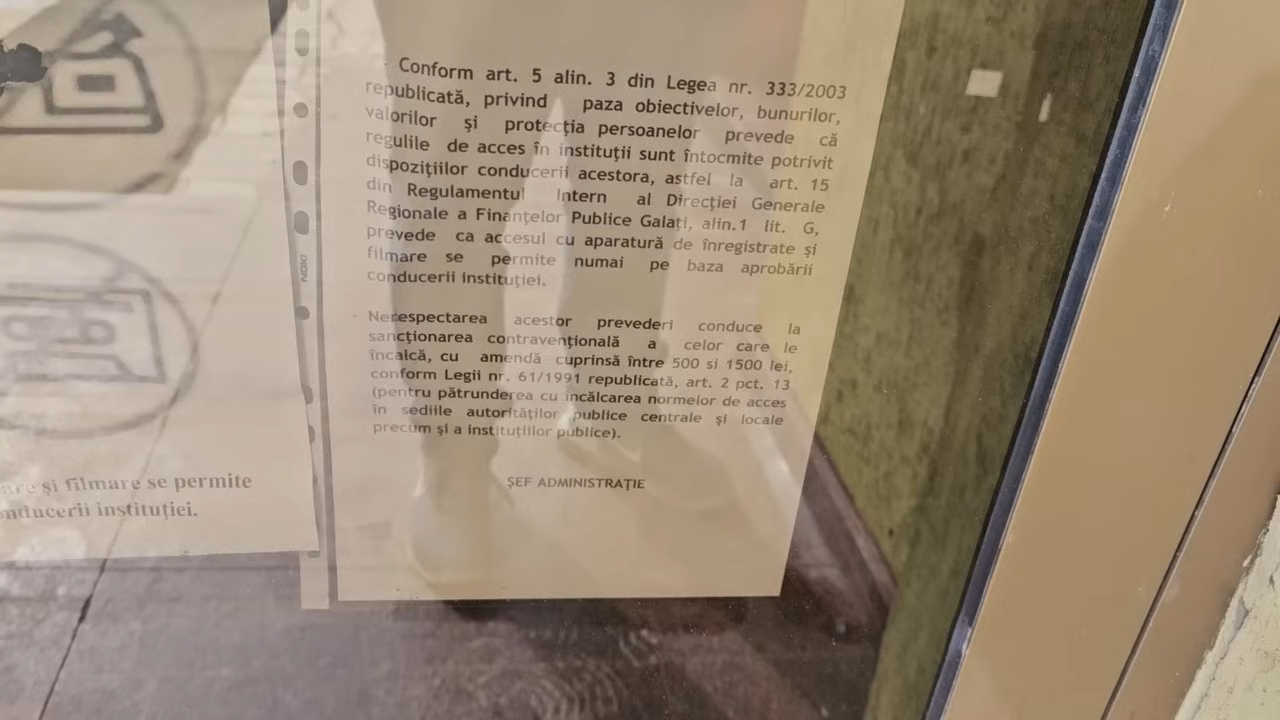 Conform art. 5 alin. 3 din Legea nr. 333/2003
republicată, privind paza obiectivelor, bunurilor,
valorilor și protecția persoanelor prevede că
regulile de acces în instituții sunt întocmite potrivit
dispozițiilor conducerii acestora, astfel la art. 15
din Regulamentul Intern al Direcției Generale
Regionale a Finanțelor Publice Galați, alin.1 lit. G,
prevede ca accesul cu aparatură de înregistrate și
filmare se permite numai pe baza aprobării
conducerii instituției.
- Nerespectarea acestor prevederi conduce la
sancționarea contravențională a celor care le
încalcă, cu amendă cuprinsă între 500 si 1500 lei,
conform Legii nr. 61/1991 republicată, art. 2 pct. 13
(pentru pătrunderea cu încălcarea normelor de acces
în sediile autorităților publice centrale și locale
precum și a instituțiilor publice).
ȘEF ADMINISTRAȚIE
și filmare se permite
instituției.